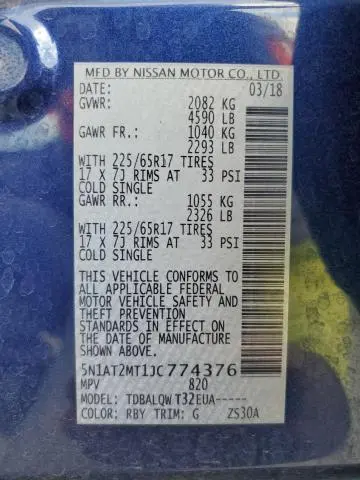 MFD BY NISSAN MOTOR CO., LTD.
DATE: 03/18
GVWR: 2082 KG
4590 LB
GAWR FR.: 1040 KG
2293 LB
WITH 225/65R17 TIRES
17 X 7J RIMS AT 33 PSI
COLD SINGLE
GAWR RR.: 1055 KG
2326 LB
WITH 225/65R17 TIRES
17 X 7J RIMS AT 33 PSI
COLD SINGLE
THIS VEHICLE CONFORMS TO
ALL APPLICABLE FEDERAL
MOTOR VEHICLE SAFETY AND
THEFT PREVENTION
STANDARDS IN EFFECT ON
THE DATE OF MANUFACTURE
SHOWN ABOVE.
5N1AT2MT1JC774376
MPV 820
MODEL: TDBALQWT32EUA-----
COLOR: RBY TRIM: G ZS30A